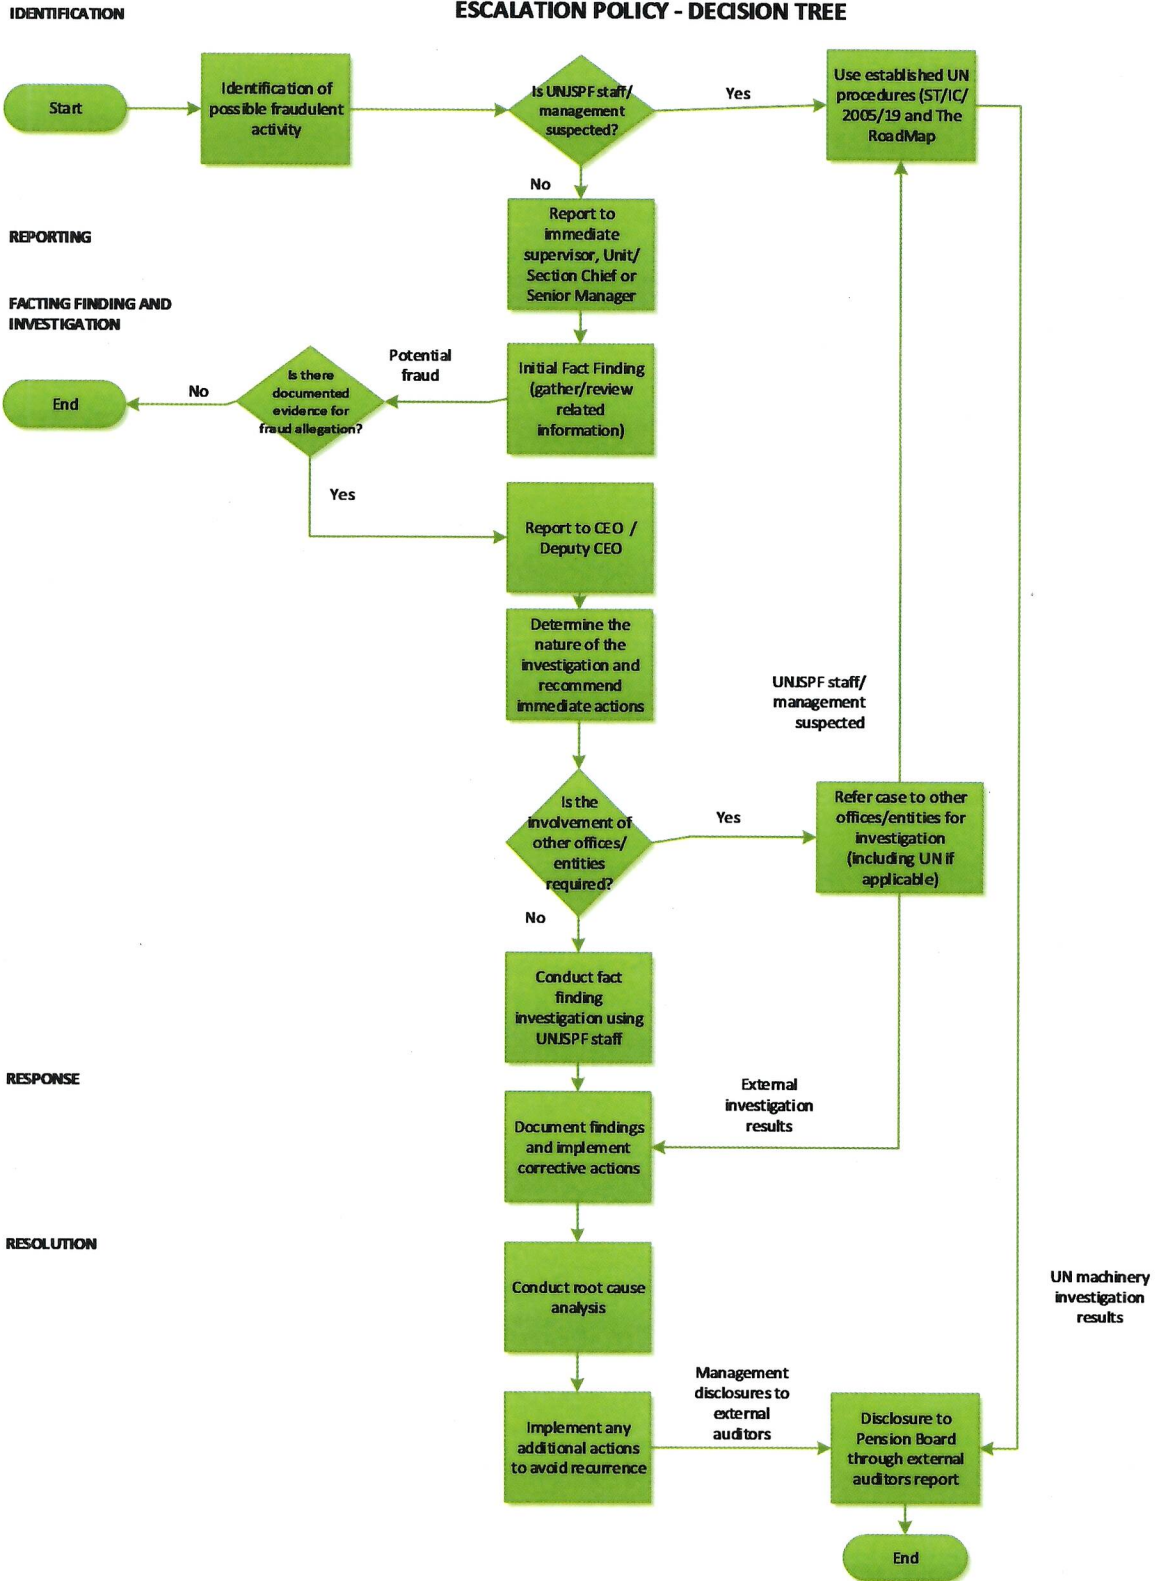 IDENTIFICATION
ESCALATION POLICY - DECISION TREE
Start
Identification of
possible fraudulent
activity
Is UNJSPF staff/
management
suspected?
Yes
Use established UN
procedures (ST/IC/
2005/19 and The
RoadMap
No
REPORTING
Report to
immediate
supervisor, Unit/
Section Chief or
Senior Manager
FACTING FINDING AND
INVESTIGATION
End
No
Is there
documented
evidence for
fraud allegation?
Potential
fraud
Initial Fact Finding
(gather/review
related
information)
Yes
Report to CEO /
Deputy CEO
Determine the
nature of the
investigation and
recommend
immediate actions
UNJSPF staff/
management
suspected
Is the
involvement of
other offices/
entities
required?
Yes
Refer case to other
offices/entities for
investigation
(including UN if
applicable)
No
Conduct fact
finding
investigation using
UNJSPF staff
RESPONSE
Document findings
and implement
corrective actions
External
investigation
results
RESOLUTION
Conduct root cause
analysis
UN machinery
investigation
results
Implement any
additional actions
to avoid recurrence
Management
disclosures to
external
auditors
Disclosure to
Pension Board
through external
auditors report
End